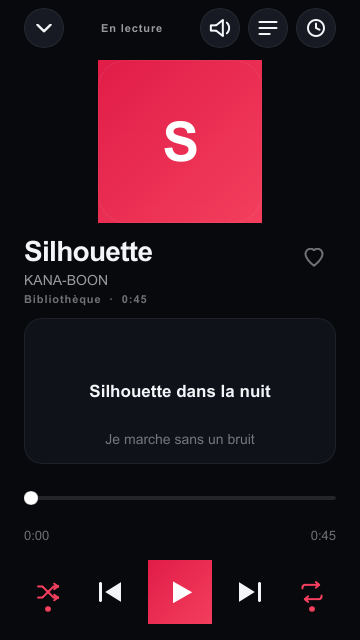 En lecture
S
Silhouette
KANA-BOON
Bibliothèque · 0:45
Silhouette dans la nuit
Je marche sans un bruit
0:00
0:45